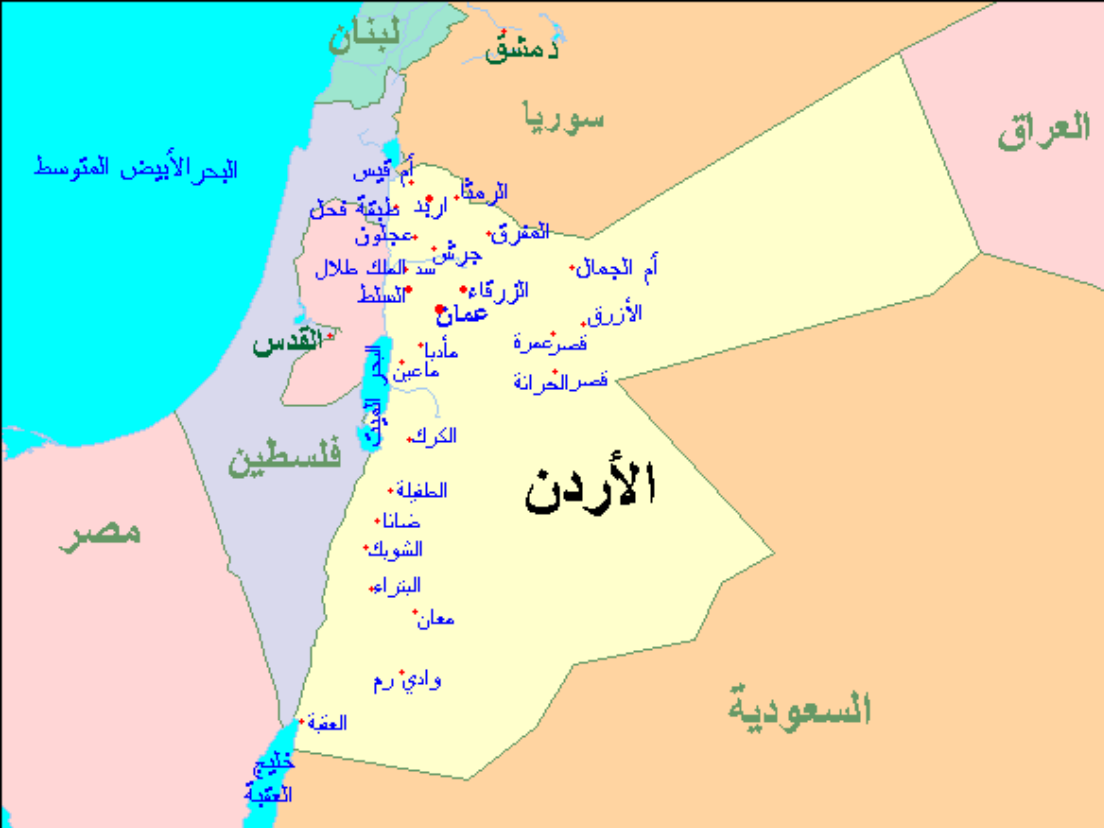 لبنان
دمشق
سوريا
العراق
البحر الأبيض المتوسط
أم قيس
الرمثا
اربد
طبقة فحل
المفرق
عجلون
جرش
أم الجمال
سد الملك طلال
السلط
الزرقاء
عمان
الأزرق
القدس
قصر عمرة
مأدبا
ماعين
قصر الحرانة
البحر الميت
الكرك
فلسطين
الأردن
الطفيلة
مصر
ضانا
الشوبك
البتراء
معان
وادي رم
السعودية
العقبة
خليج
العقبة